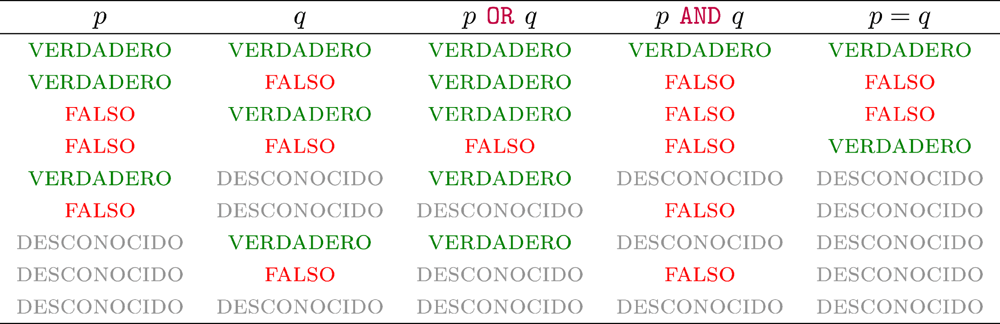 p q p OR q p AND q p = q
VERDADERO VERDADERO VERDADERO VERDADERO VERDADERO
VERDADERO FALSO VERDADERO FALSO FALSO
FALSO VERDADERO VERDADERO FALSO FALSO
FALSO FALSO FALSO FALSO VERDADERO
VERDADERO DESCONOCIDO VERDADERO DESCONOCIDO DESCONOCIDO
FALSO DESCONOCIDO DESCONOCIDO FALSO DESCONOCIDO
DESCONOCIDO VERDADERO VERDADERO DESCONOCIDO DESCONOCIDO
DESCONOCIDO FALSO DESCONOCIDO FALSO DESCONOCIDO
DESCONOCIDO DESCONOCIDO DESCONOCIDO DESCONOCIDO DESCONOCIDO